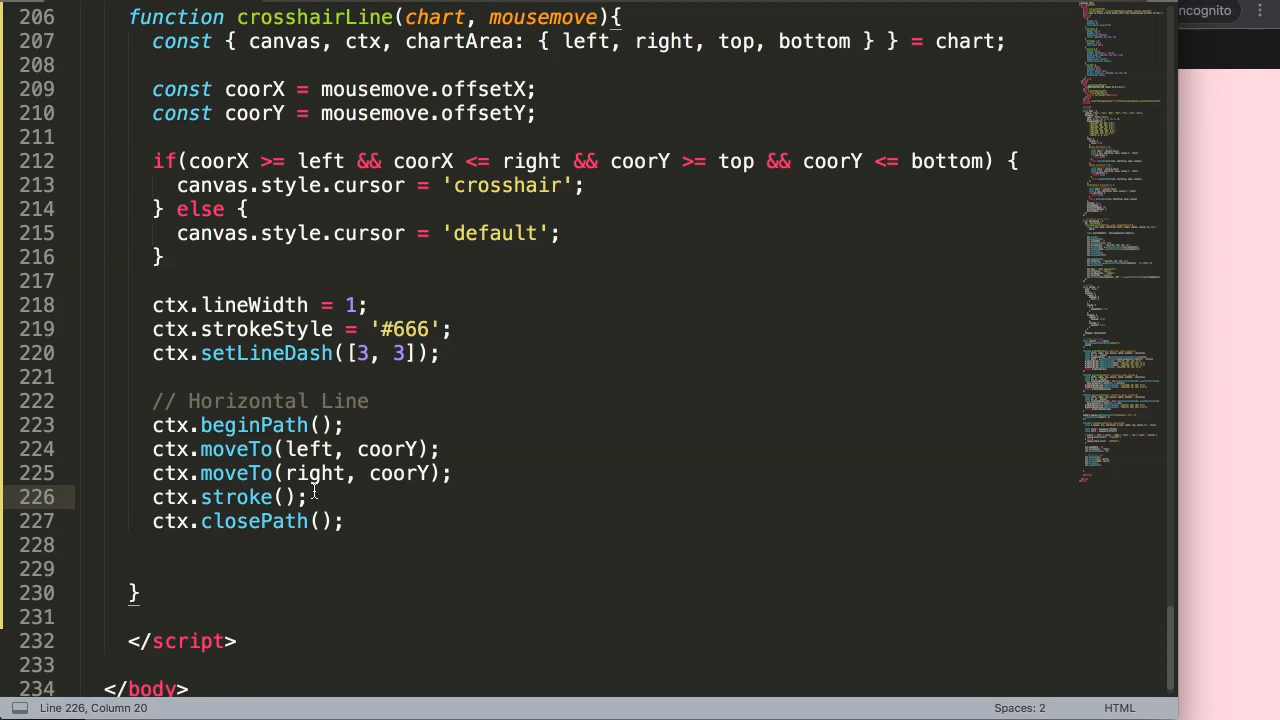 206 function crosshairLine(chart, mousemove){
207 const { canvas, ctx, chartArea: { left, right, top, bottom } } = chart;
208
209 const coorX = mousemove.offsetX;
210 const coorY = mousemove.offsetY;
211
212 if(coorX >= left && coorX <= right && coorY >= top && coorY <= bottom) {
213 canvas.style.cursor = 'crosshair';
214 } else {
215 canvas.style.cursor = 'default';
216 }
217
218 ctx.lineWidth = 1;
219 ctx.strokeStyle = '#666';
220 ctx.setLineDash([3, 3]);
221
222 // Horizontal Line
223 ctx.beginPath();
224 ctx.moveTo(left, coorY);
225 ctx.moveTo(right, coorY);
226 ctx.stroke();
227 ctx.closePath();
228
229
230 }
231
232 </script>
233
234 </body>
Line 226, Column 20 Spaces: 2 HTML
cognito